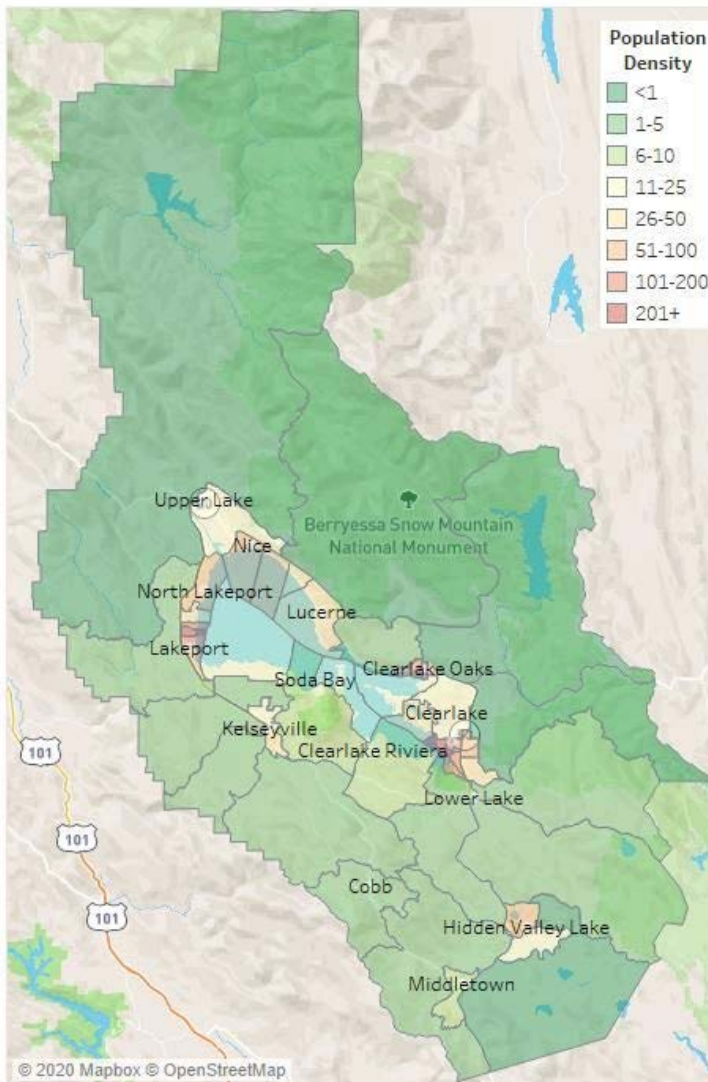 Population
Density
<1
1-5
6-10
11-25
26-50
51-100
101-200
201+
Upper Lake
Berryessa Snow Mountain
National Monument
Nice
North Lakeport
Lucerne
Lakeport
Clearlake Oaks
Soda Bay
Clearlake
Kelseyville
Clearlake Riviera
101
Lower Lake
101
Cobb
101
Hidden Valley Lake
Middletown
© 2020 Mapbox © OpenStreetMap